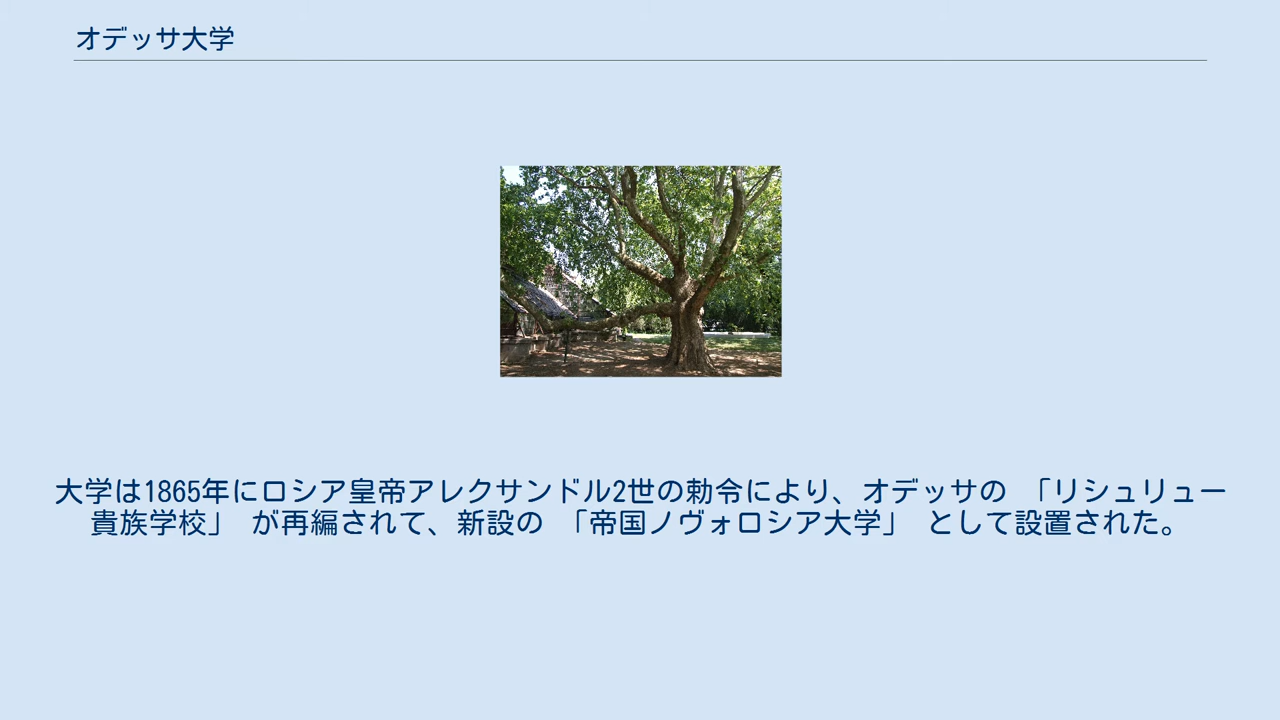 オデッサ大学
大学は1865年にロシア皇帝アレクサンドル2世の勅令により、オデッサの 「リシュリュー
貴族学校」 が再編されて、新設の 「帝国ノヴォロシア大学」 として設置された。